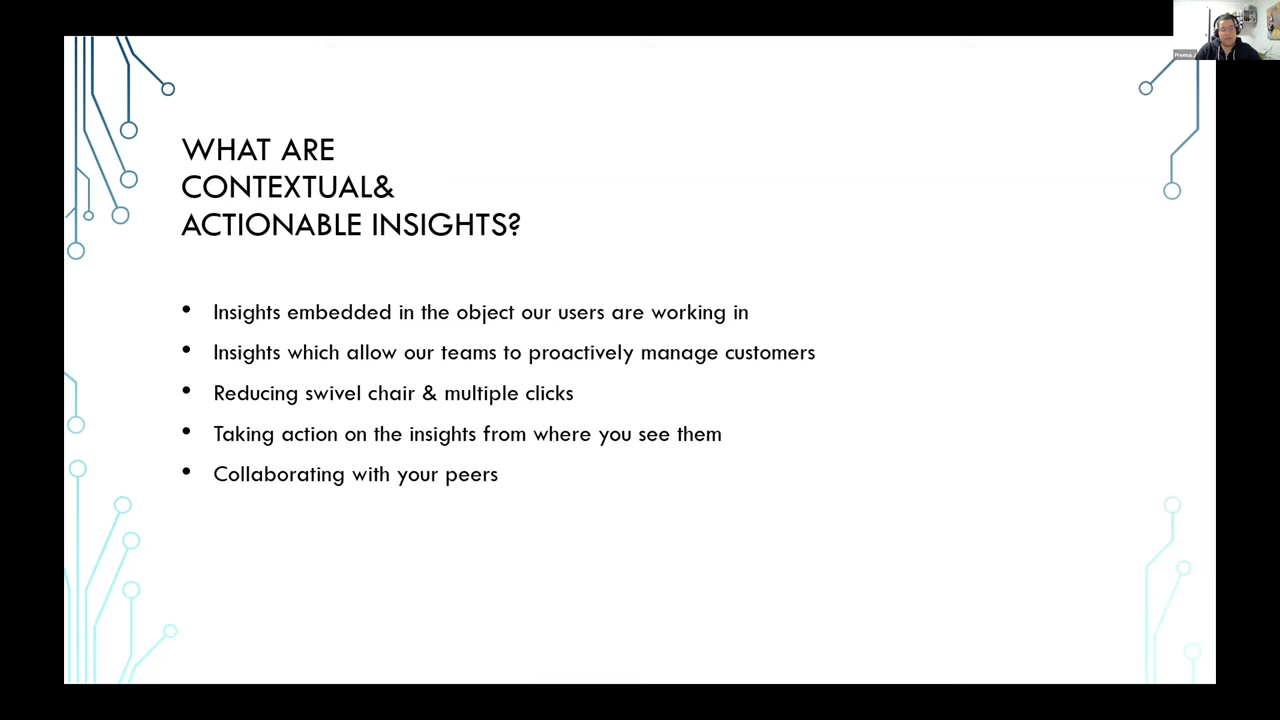 WHAT ARE
CONTEXTUAL&
ACTIONABLE INSIGHTS?
• Insights embedded in the object our users are working in
• Insights which allow our teams to proactively manage customers
• Reducing swivel chair & multiple clicks
• Taking action on the insights from where you see them
• Collaborating with your peers